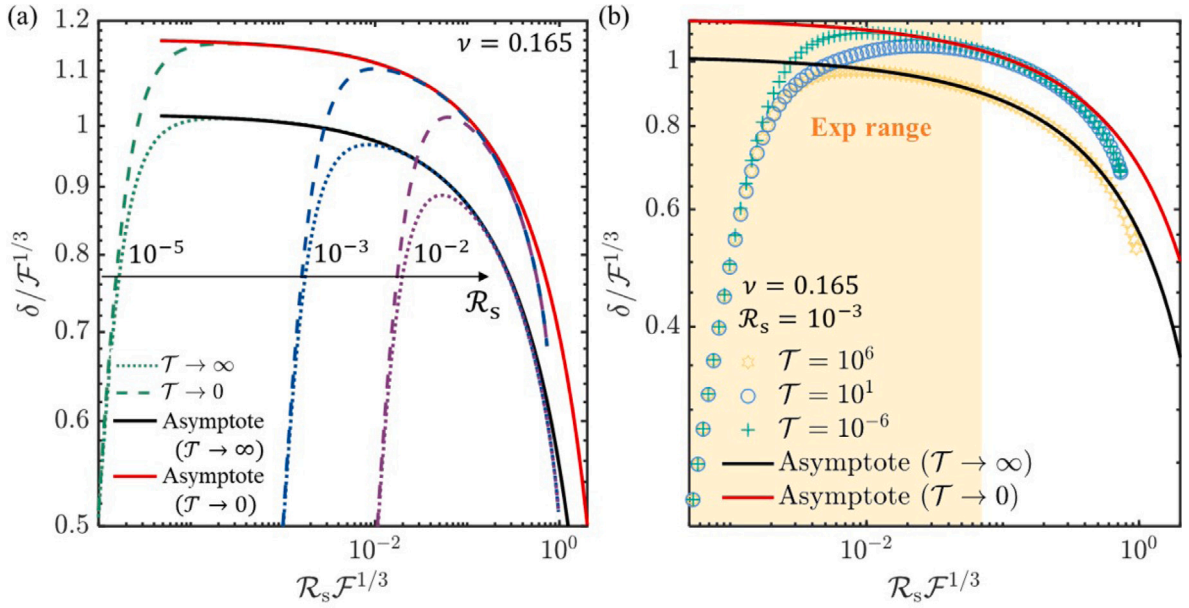 (a)
ν = 0.165
1.15
1.1
1
0.9
0.8
0.7
0.6
0.5
δ/ℱ^{1/3}
10^{−5}
10^{−3}
10^{−2}
ℛ_s
𝒯 → ∞
𝒯 → 0
Asymptote
(𝒯 → ∞)
Asymptote
(𝒯 → 0)
10^{−2}
10^{0}
ℛ_sℱ^{1/3}
(b)
1
0.8
0.6
0.4
δ/ℱ^{1/3}
Exp range
ν = 0.165
ℛ_s = 10^{−3}
𝒯 = 10^{6}
𝒯 = 10^{1}
𝒯 = 10^{−6}
Asymptote (𝒯 → ∞)
Asymptote (𝒯 → 0)
10^{−2}
10^{0}
ℛ_sℱ^{1/3}